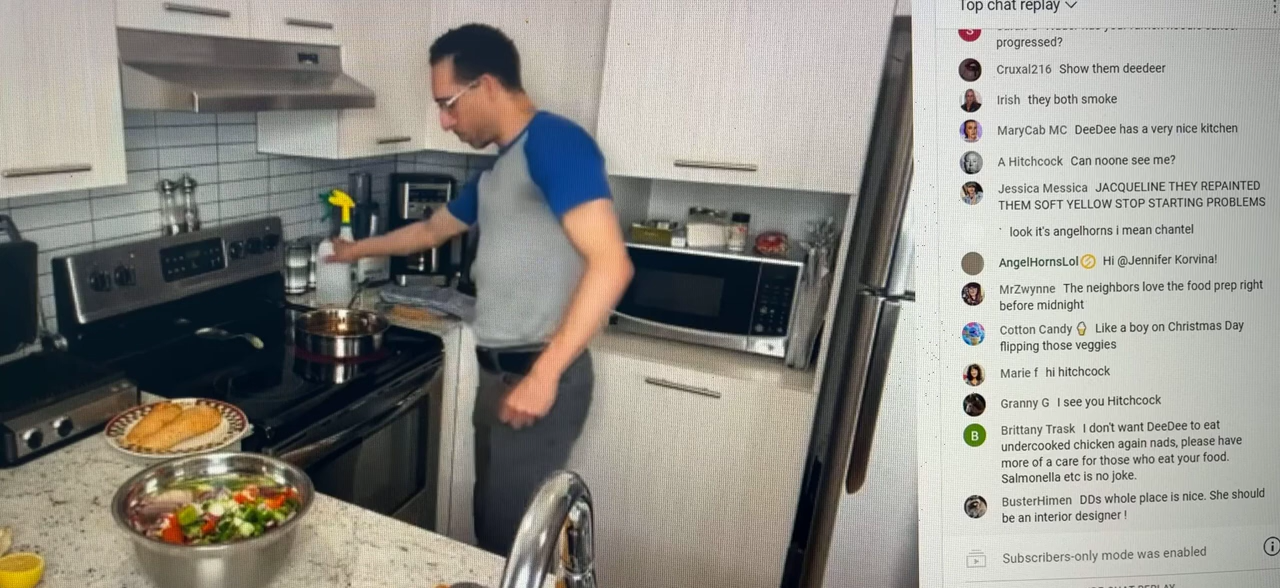 Top chat replay
progressed?
Cruxal216 Show them deedeer
Irish they both smoke
MaryCab MC DeeDee has a very nice kitchen
A Hitchcock Can noone see me?
Jessica Messica JACQUELINE THEY REPAINTED
THEM SOFT YELLOW STOP STARTING PROBLEMS
look it's angelhorns i mean chantel
AngelHornsLol Hi @Jennifer Korvina!
MrZwynne The neighbors love the food prep right
before midnight
Cotton Candy Like a boy on Christmas Day
flipping those veggies
Marie f hi hitchcock
Granny G I see you Hitchcock
B
Brittany Trask I don't want DeeDee to eat
undercooked chicken again nads, please have
more of a care for those who eat your food.
Salmonella etc is no joke.
BusterHimen DDs whole place is nice. She should
be an interior designer !
Subscribers-only mode was enabled
CHAT REPLAY